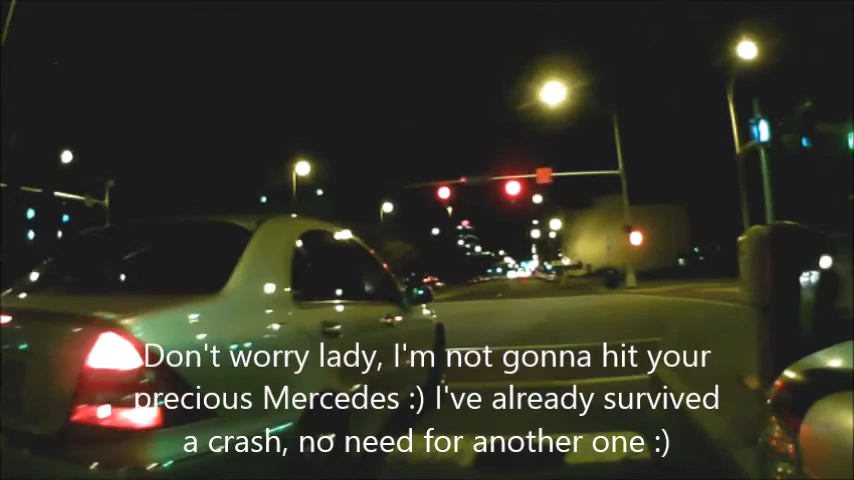 Don't worry lady, I'm not gonna hit your
precious Mercedes :) I've already survived
a crash, no need for another one :)